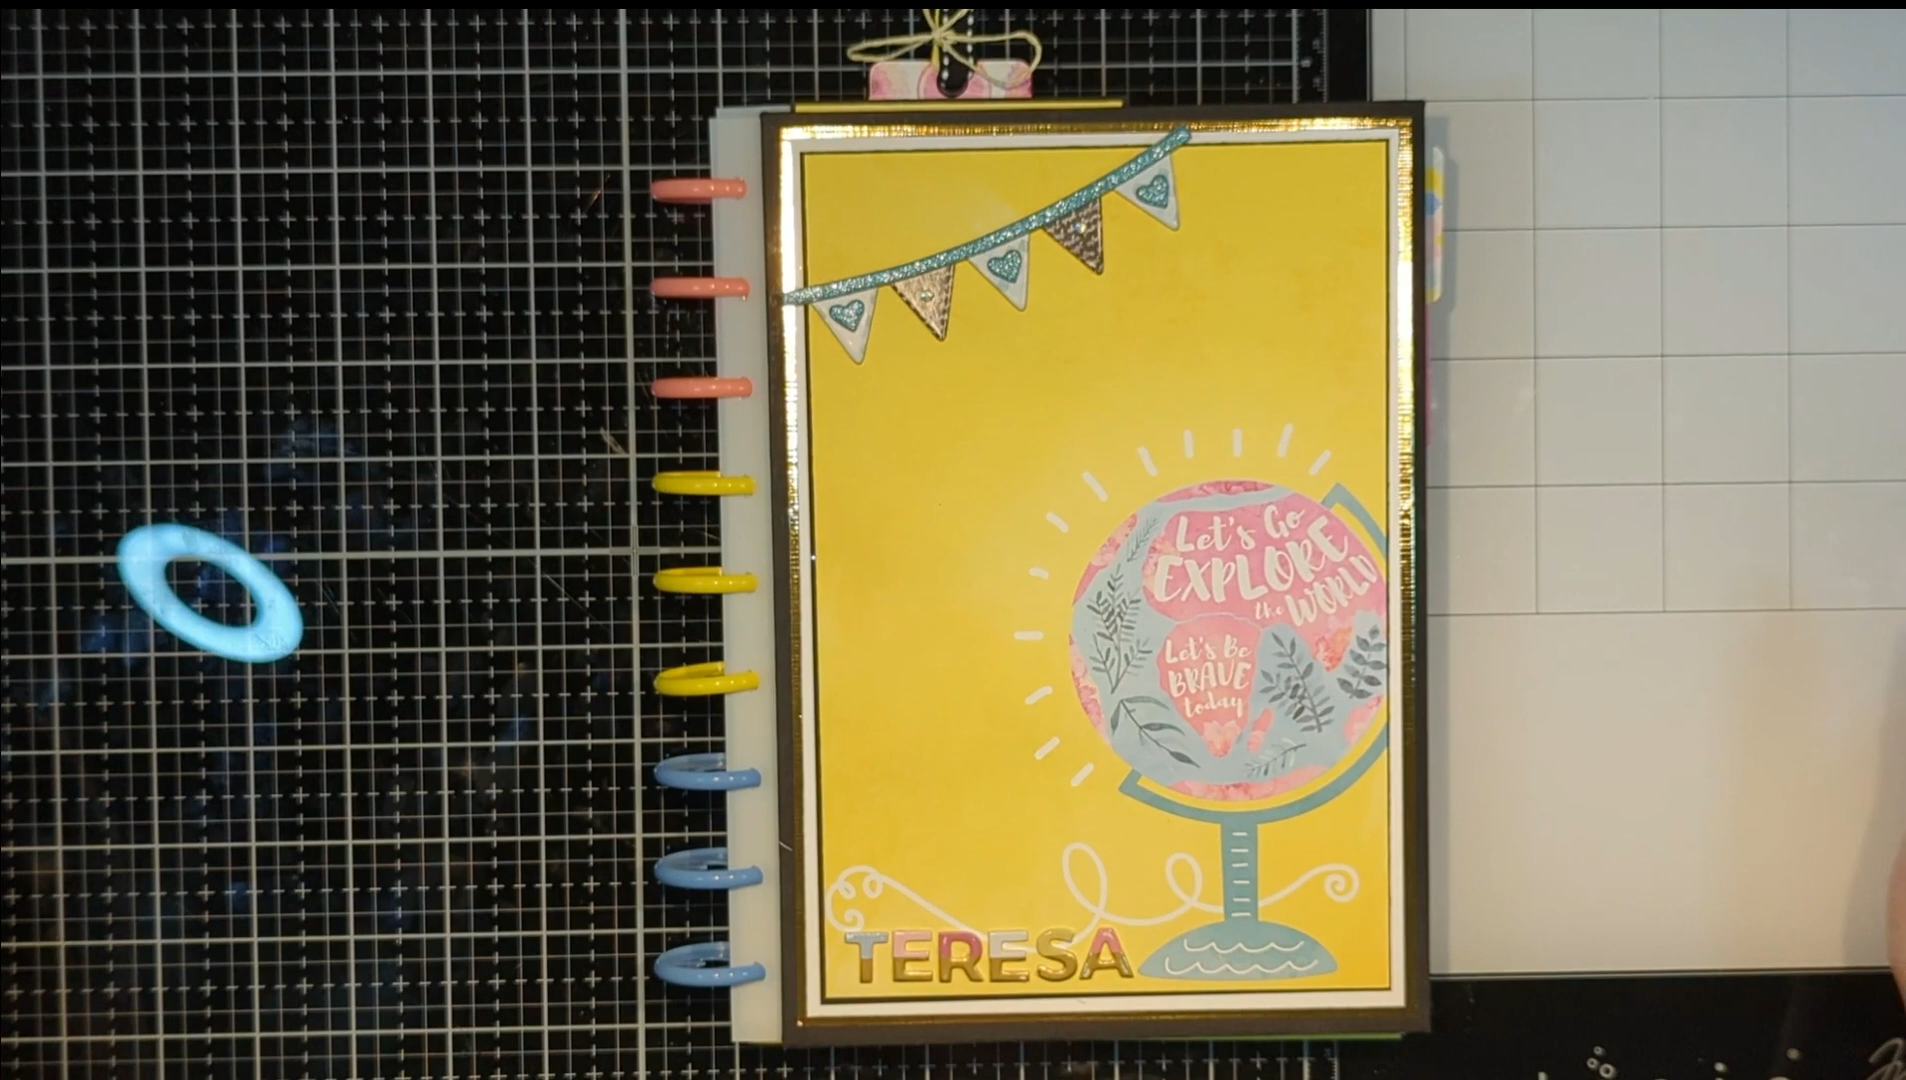 Let's Go
EXPLORE
the WORLD
Let's Be
BRAVE
today
TERESA